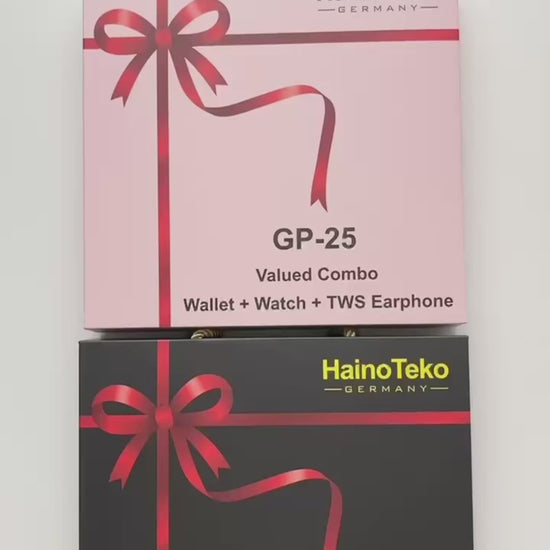 GERMANY
GP-25
Valued Combo
Wallet + Watch + TWS Earphone
HainoTeko
GERMANY